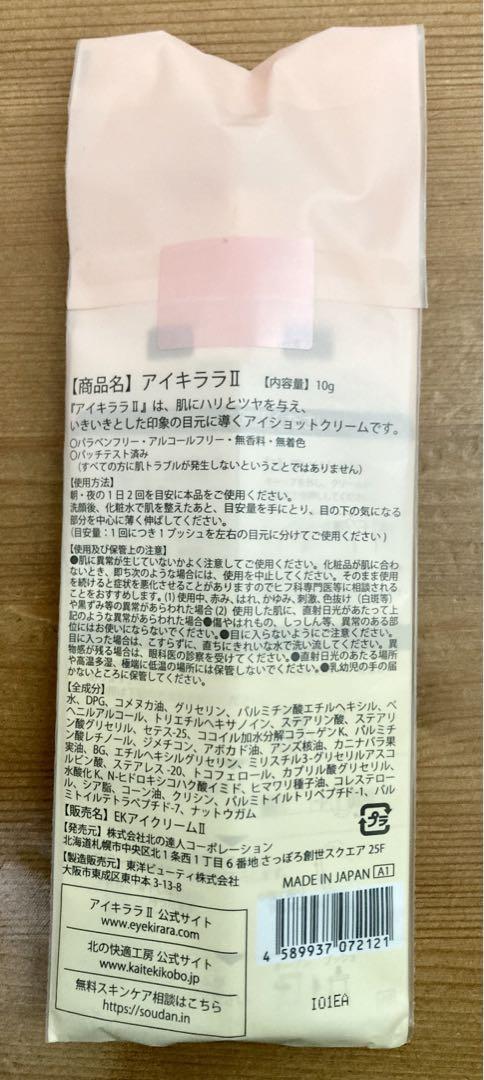 【商品名】アイキララⅡ 【内容量】10g
『アイキララⅡ』は、肌にハリとツヤを与え、
いきいきとした印象の目元に導くアイショットクリームです。
○パラベンフリー・アルコールフリー・無香料・無着色
○パッチテスト済み
(すべての方に肌トラブルが発生しないということではありません)
【使用方法】
朝・夜の1日2回を目安に本品をご使用ください。
洗顔後、化粧水で肌を整えたあと、目安量を手にとり、目の下の気になる
部分を中心に薄く伸ばしてください。
(目安量：1回につき1プッシュを左右の目元に分けてご使用ください)
【使用及び保管上の注意】
●肌に異常が生じていないかよく注意してご使用ください。化粧品が肌に合わ
ないとき、即ち次のような場合には、使用を中止してください。そのまま使用
を続けると症状を悪化させることがありますのでヒフ科専門医等に相談される
ことをおすすめします。(1) 使用中、赤み、はれ、かゆみ、刺激、色抜け（白斑等）
や黒ずみ等の異常があらわれた場合 (2) 使用した肌に、直射日光があたって上
記のような異常があらわれた場合●傷やはれもの、しっしん等、異常のある部
位にはお使いにならないでください。●目に入らないようにご注意ください。
目に入った場合は、こすらずに、直ちにきれいな水で洗い流してください。異
物感が残る場合は、眼科医の診察を受けてください。●直射日光のあたる場所
や高温多湿、極端に低温の場所には保管しないでください。●乳幼児の手の届
かないところに保管してください。
【全成分】
水、DPG、コメヌカ油、グリセリン、パルミチン酸エチルヘキシル、ベ
ヘニルアルコール、トリエチルヘキサノイン、ステアリン酸、ステアリ
ン酸グリセリル、セテス-25、ココイル加水分解コラーゲンK、パルミチ
ン酸レチノール、ジメチコン、アボカド油、アンズ核油、カニナバラ果
実油、BG、エチルヘキシルグリセリン、ミリスチル3-グリセリルアスコ
ルビン酸、ステアレス-20、トコフェロール、カプリル酸グリセリル、
水酸化K、N-ヒドロキシコハク酸イミド、ヒマワリ種子油、コレステロー
ル、シア脂、コーン油、クリシン、パルミトイルトリペプチド-1、パル
ミトイルテトラペプチド-7、ナットウガム
【販売名】EKアイクリームⅡ
【発売元】株式会社北の達人コーポレーション
北海道札幌市中央区北1条西1丁目6番地 さっぽろ創世スクエア 25F
【製造販売元】東洋ビューティ株式会社
大阪市東成区東中本 3-13-8
プラ
MADE IN JAPAN A1
アイキララⅡ 公式サイト
www.eyekirara.com
北の快適工房 公式サイト
www.kaitekikobo.jp
無料スキンケア相談はこちら
https://soudan.in
4 589937 072121
I01EA